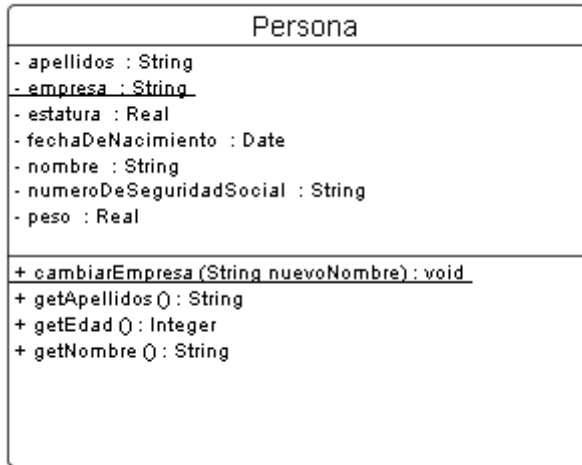 Persona
- apellidos : String
- empresa : String
- estatura : Real
- fechaDeNacimiento : Date
- nombre : String
- numeroDeSeguridadSocial : String
- peso : Real
+ cambiarEmpresa (String nuevoNombre) : void
+ getApellidos () : String
+ getEdad () : Integer
+ getNombre () : String